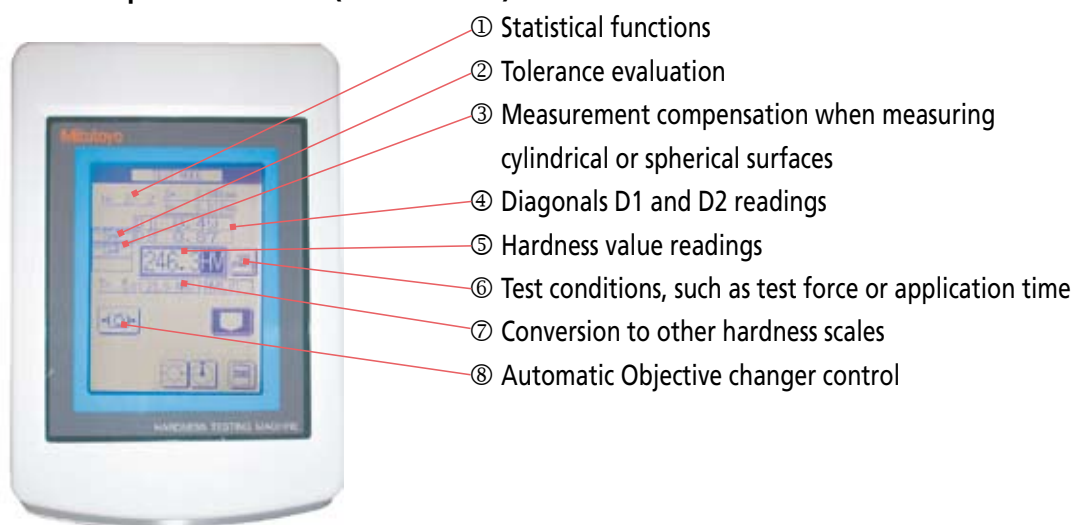 ① Statistical functions
② Tolerance evaluation
③ Measurement compensation when measuring
cylindrical or spherical surfaces
④ Diagonals D1 and D2 readings
⑤ Hardness value readings
⑥ Test conditions, such as test force or application time
⑦ Conversion to other hardness scales
⑧ Automatic Objective changer control
Mitutoyo
246.3HV
HARDNESS TESTING MACHINE